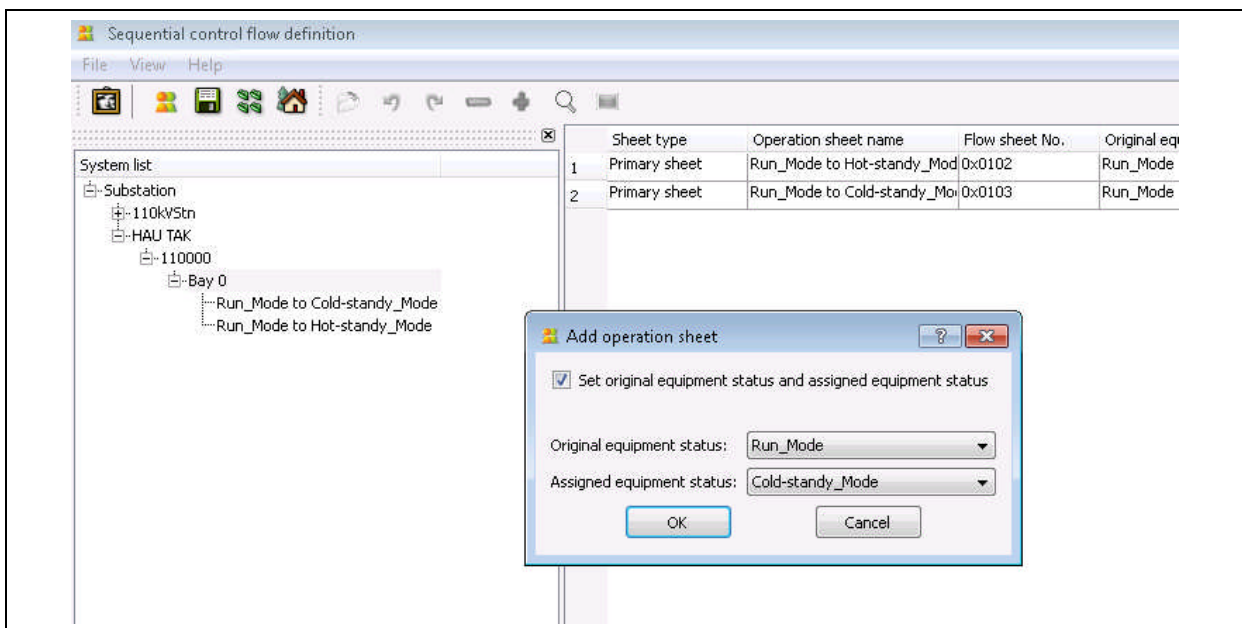 Sequential control flow definition
File View Help
System list
Substation
110kVStn
HAU TAK
110000
Bay 0
Run_Mode to Cold-standy_Mode
Run_Mode to Hot-standy_Mode
Sheet type Operation sheet name Flow sheet No. Original eq
1 Primary sheet Run_Mode to Hot-standy_Mod 0x0102 Run_Mode
2 Primary sheet Run_Mode to Cold-standy_Mo 0x0103 Run_Mode
Add operation sheet
Set original equipment status and assigned equipment status
Original equipment status: Run_Mode
Assigned equipment status: Cold-standy_Mode
OK Cancel